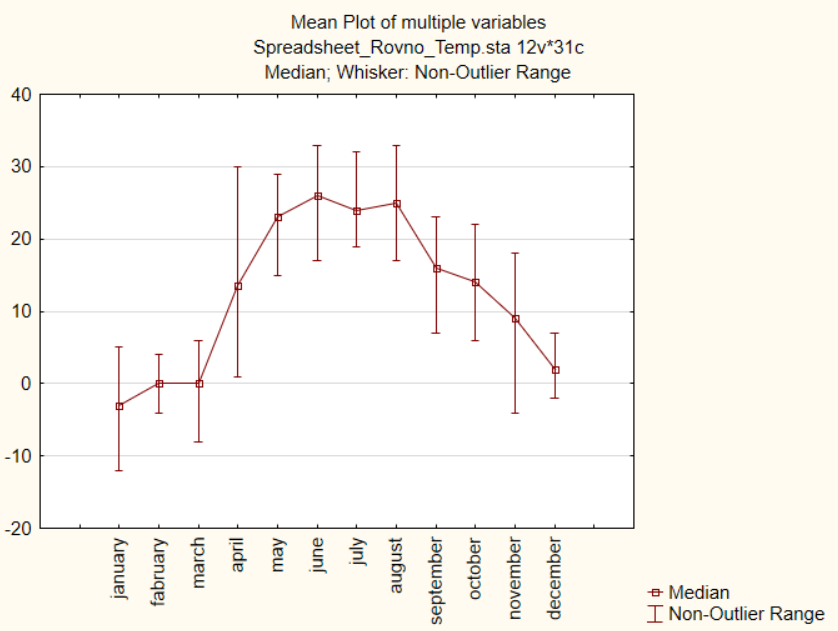 Mean Plot of multiple variables
Spreadsheet_Rovno_Temp.sta 12v*31c
Median; Whisker: Non-Outlier Range
40
30
20
10
0
-10
-20
january
fabruary
march
april
may
june
july
august
september
october
november
december
Median
Non-Outlier Range